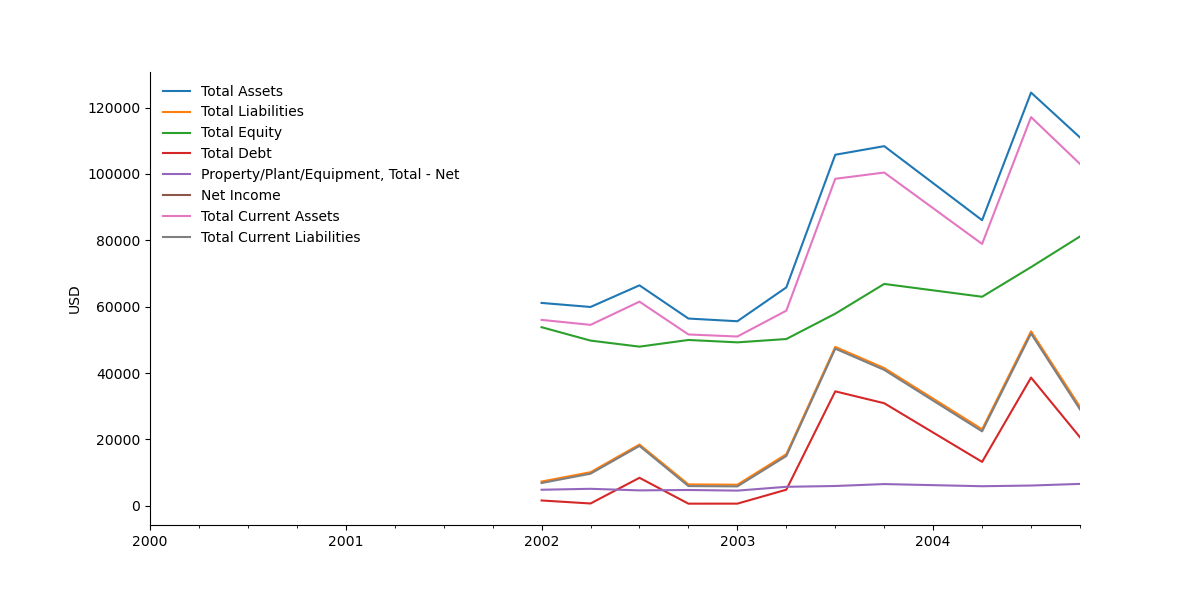 Total Assets
Total Liabilities
Total Equity
Total Debt
Property/Plant/Equipment, Total - Net
Net Income
Total Current Assets
Total Current Liabilities
USD
120000
100000
80000
60000
40000
20000
0
2000 2001 2002 2003 2004